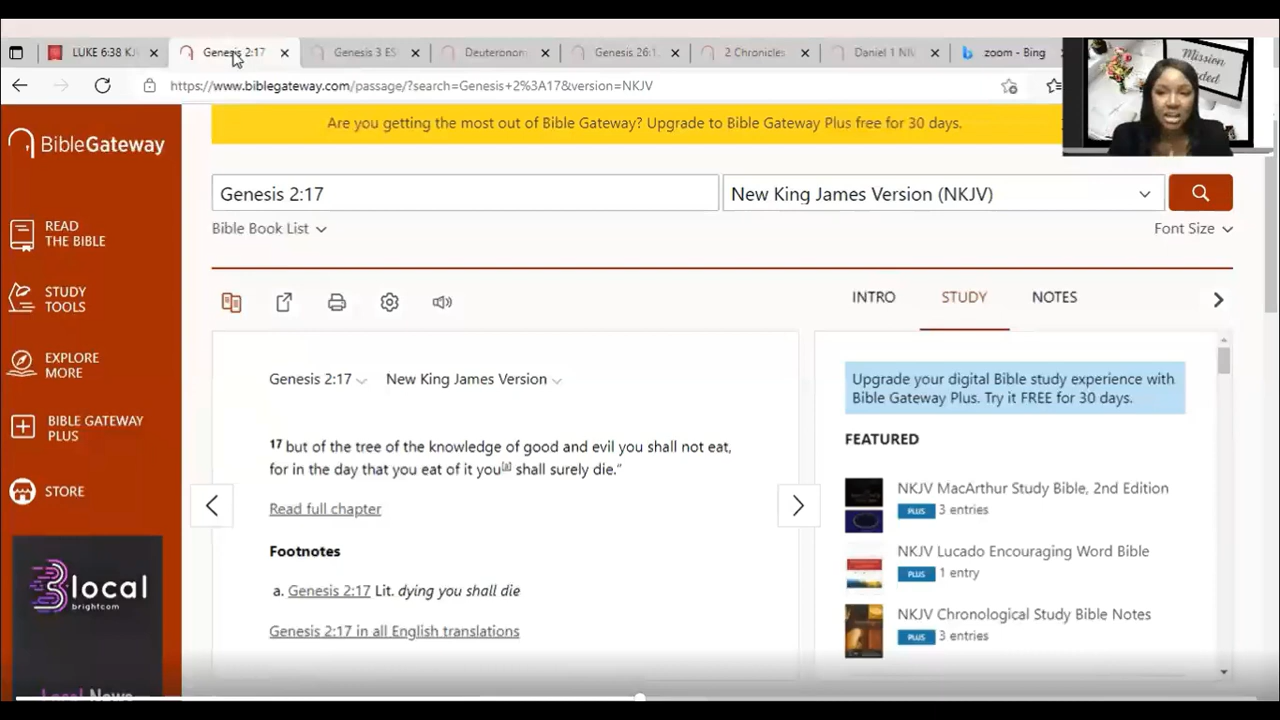 LUKE 6:38 KJ
Genesis 2:17
Genesis 3 ES
Deuteronom
Genesis 26:1
2 Chronicles
Daniel 1 NIV
zoom - Bing
https://www.biblegateway.com/passage/?search=Genesis+2%3A17&version=NKJV
Mission
BibleGateway
Are you getting the most out of Bible Gateway? Upgrade to Bible Gateway Plus free for 30 days.
Genesis 2:17
New King James Version (NKJV)
Bible Book List
Font Size
READ
THE BIBLE
STUDY
TOOLS
EXPLORE
MORE
BIBLE GATEWAY
PLUS
STORE
local
brightcom
INTRO
STUDY
NOTES
Genesis 2:17
New King James Version
17 but of the tree of the knowledge of good and evil you shall not eat,
for in the day that you eat of it you[a] shall surely die.”
Read full chapter
Footnotes
a. Genesis 2:17 Lit. dying you shall die
Genesis 2:17 in all English translations
Upgrade your digital Bible study experience with
Bible Gateway Plus. Try it FREE for 30 days.
FEATURED
NKJV MacArthur Study Bible, 2nd Edition
PLUS 3 entries
NKJV Lucado Encouraging Word Bible
PLUS 1 entry
NKJV Chronological Study Bible Notes
PLUS 3 entries